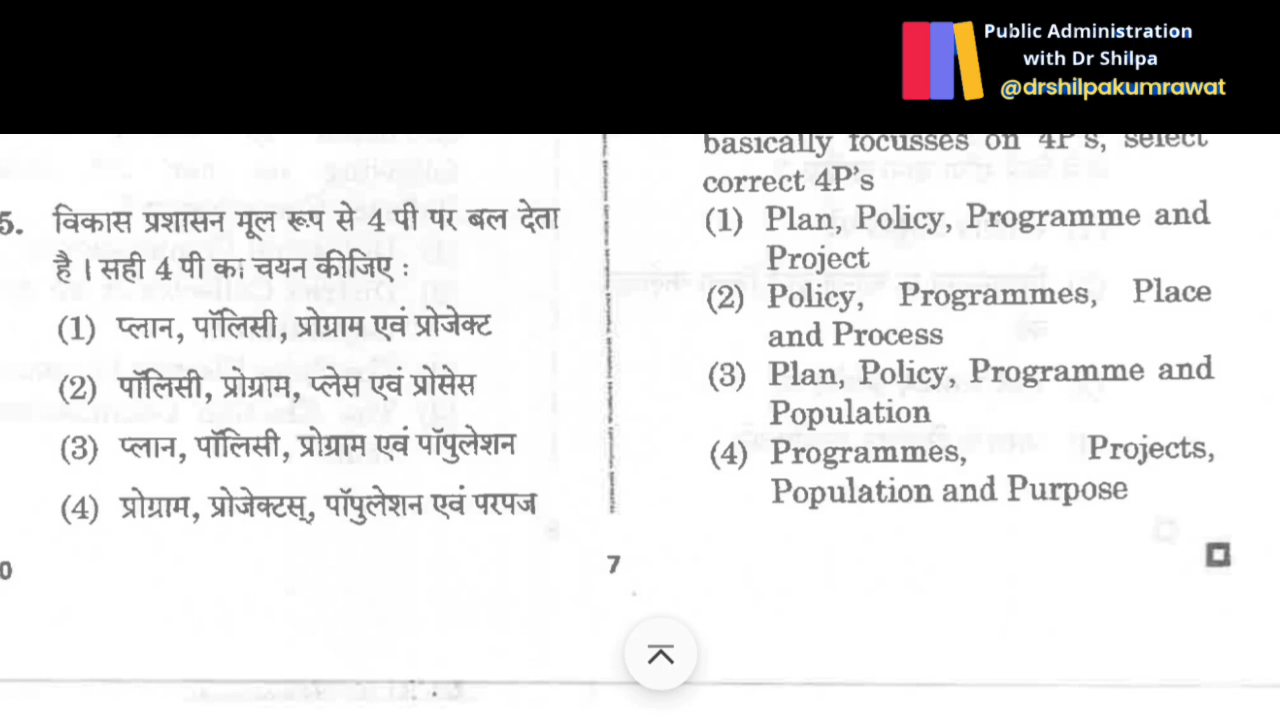 Public Administration
with Dr Shilpa
@drshilpakumrawat
5. विकास प्रशासन मूल रूप से 4 पी पर बल देता
है । सही 4 पी का चयन कीजिए :
(1) प्लान, पॉलिसी, प्रोग्राम एवं प्रोजेक्ट
(2) पॉलिसी, प्रोग्राम, प्लेस एवं प्रोसेस
(3) प्लान, पॉलिसी, प्रोग्राम एवं पॉपुलेशन
(4) प्रोग्राम, प्रोजेक्टस्, पॉपुलेशन एवं परपज
0
basically focusses on 4P's, select
correct 4P's
(1) Plan, Policy, Programme and
Project
(2) Policy, Programmes, Place
and Process
(3) Plan, Policy, Programme and
Population
(4) Programmes, Projects,
Population and Purpose
7